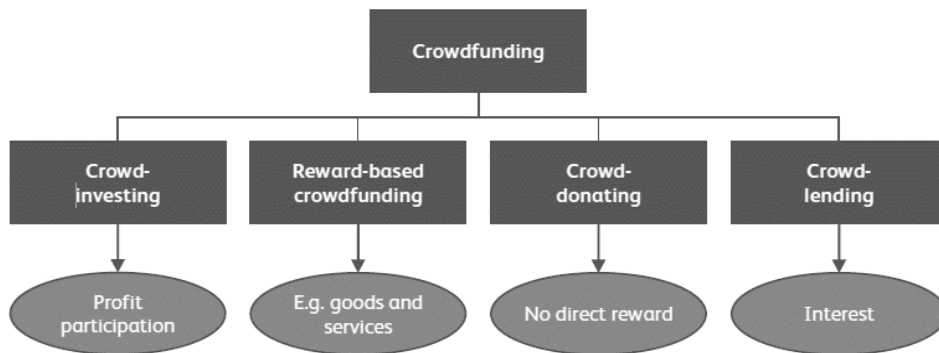 Crowdfunding
Crowd-
investing
Reward-based
crowdfunding
Crowd-
donating
Crowd-
lending
Profit
participation
E.g. goods and
services
No direct reward
Interest